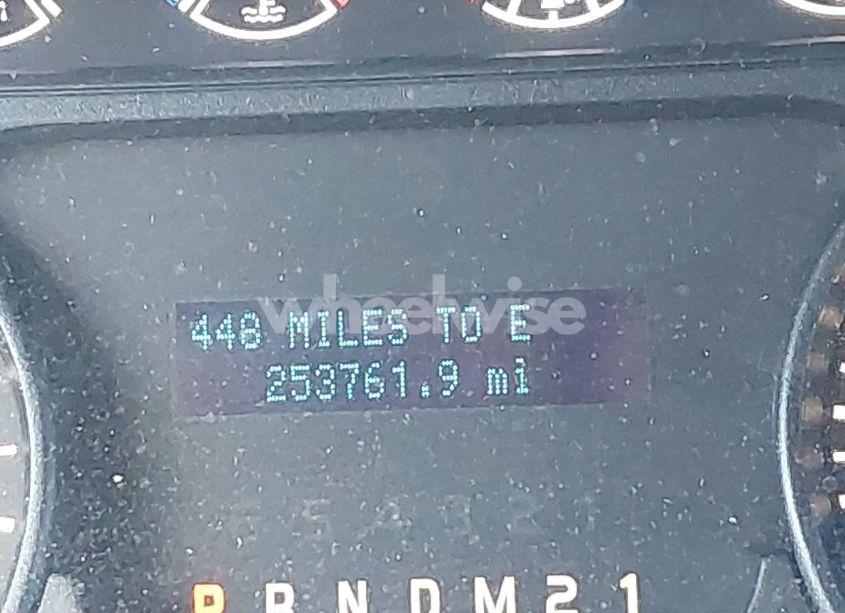 wheelwise
448 MILES TO E
253761.9 mi
P R N D M 2 1